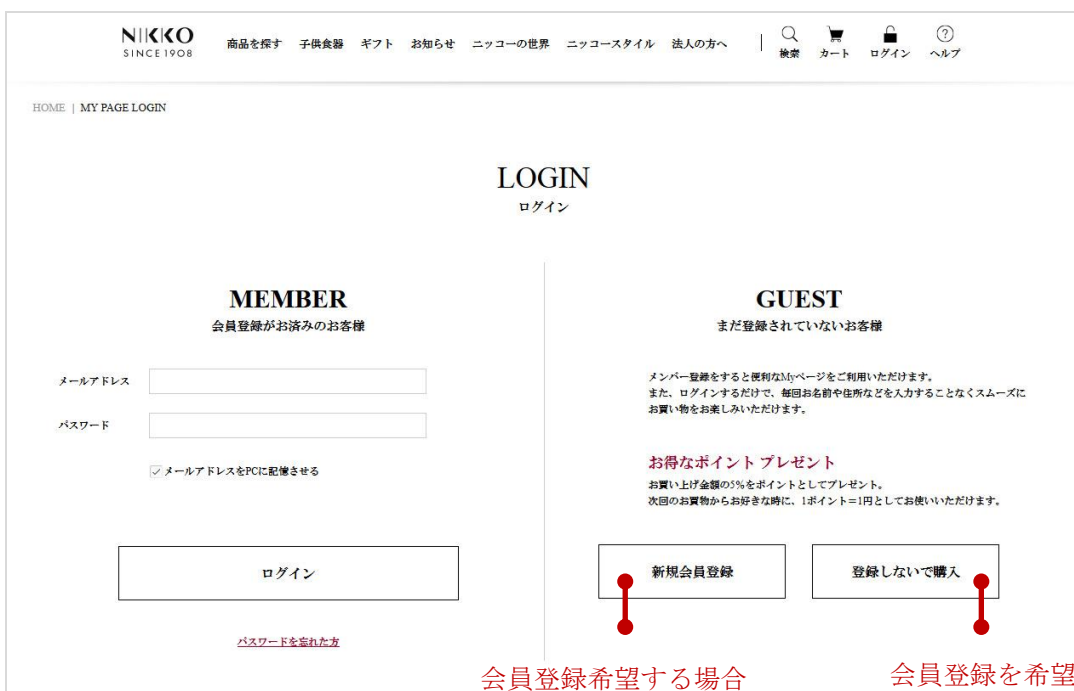 NIKKO
SINCE 1908
商品を探す 子供食器 ギフト お知らせ ニッコーの世界 ニッコースタイル 法人の方へ
検索 カート ログイン ヘルプ
HOME | MY PAGE LOGIN
LOGIN
ログイン
MEMBER
会員登録がお済みのお客様
メールアドレス
パスワード
メールアドレスをPCに記憶させる
ログイン
パスワードを忘れた方
GUEST
まだ登録されていないお客様
メンバー登録をすると便利なMyページをご利用いただけます。
また、ログインするだけで、毎回お名前や住所などを入力することなくスムーズに
お買い物をお楽しみいただけます。
お得なポイント プレゼント
お買い上げ金額の5%をポイントとしてプレゼント。
次回のお買物からお好きな時に、1ポイント=1円としてお使いいただけます。
新規会員登録 登録しないで購入
会員登録希望する場合 会員登録を希望